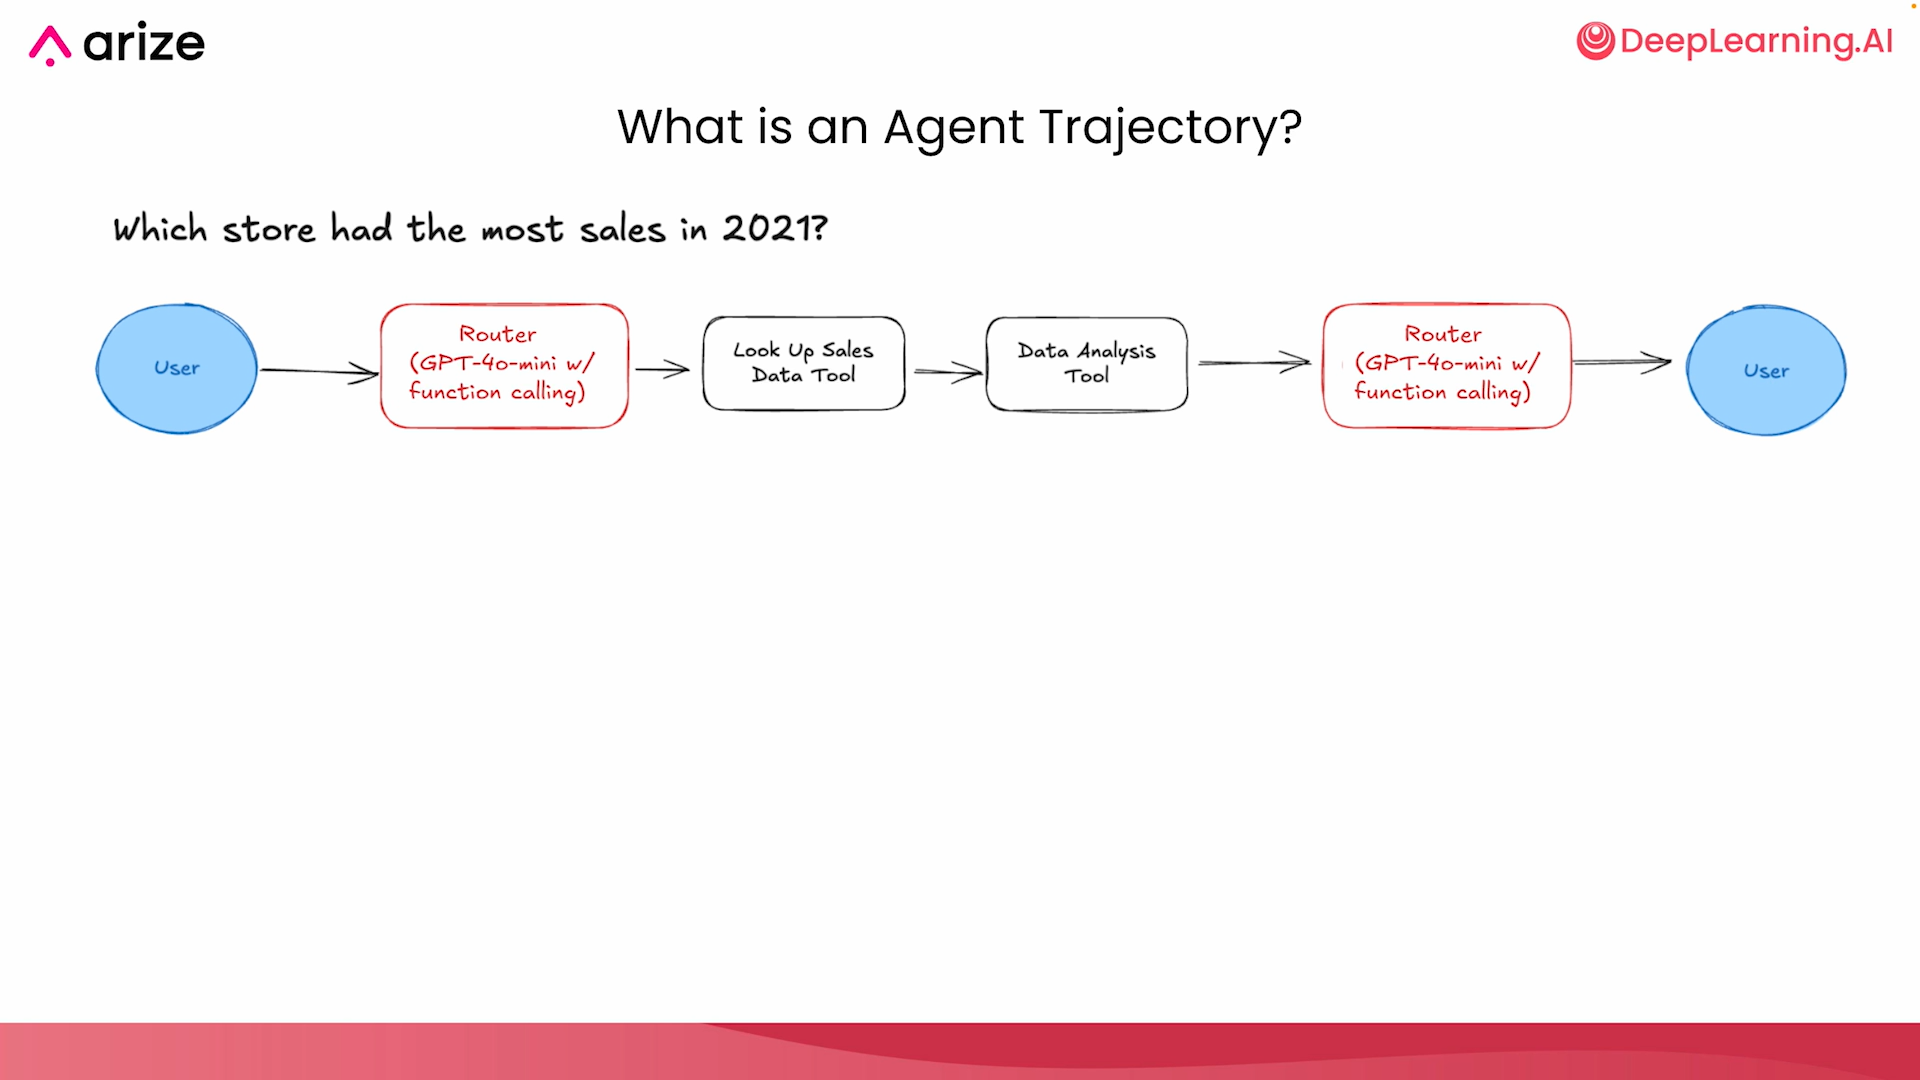 arize
DeepLearning.AI
What is an Agent Trajectory?
Which store had the most sales in 2021?
User
Router
(GPT-4o-mini w/
function calling)
Look Up Sales
Data Tool
Data Analysis
Tool
Router
(GPT-4o-mini w/
function calling)
User